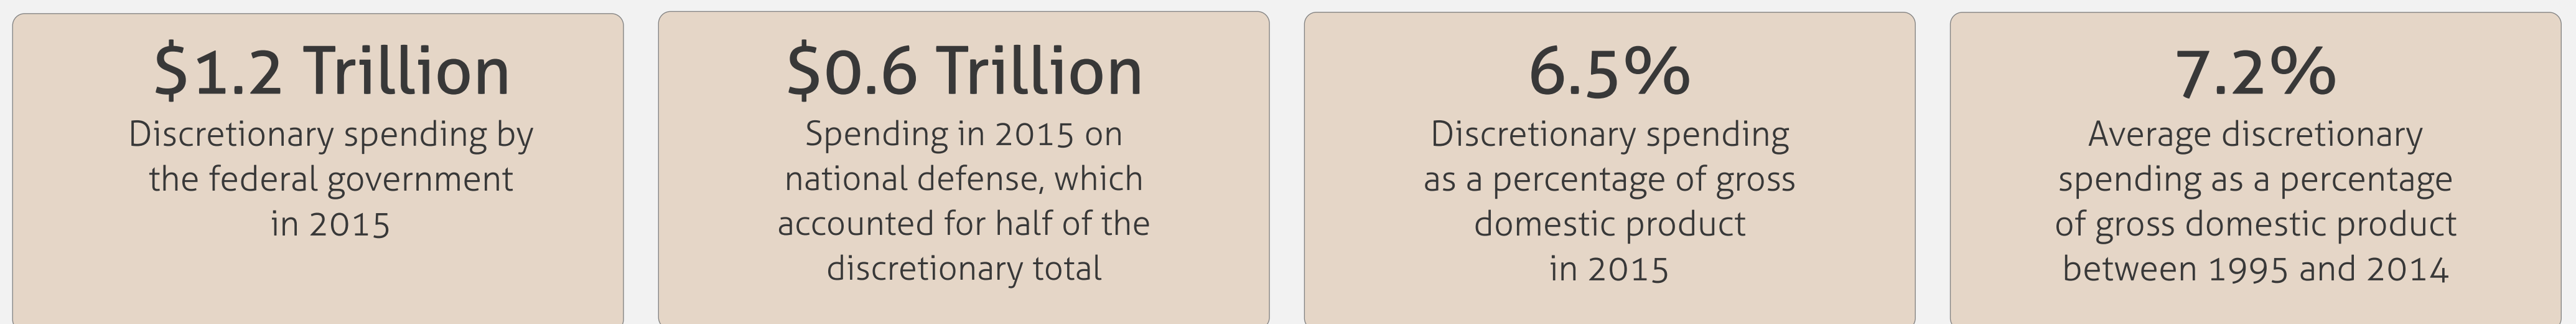 $1.2 Trillion
Discretionary spending by
the federal government
in 2015
$0.6 Trillion
Spending in 2015 on
national defense, which
accounted for half of the
discretionary total
6.5%
Discretionary spending
as a percentage of gross
domestic product
in 2015
7.2%
Average discretionary
spending as a percentage
of gross domestic product
between 1995 and 2014